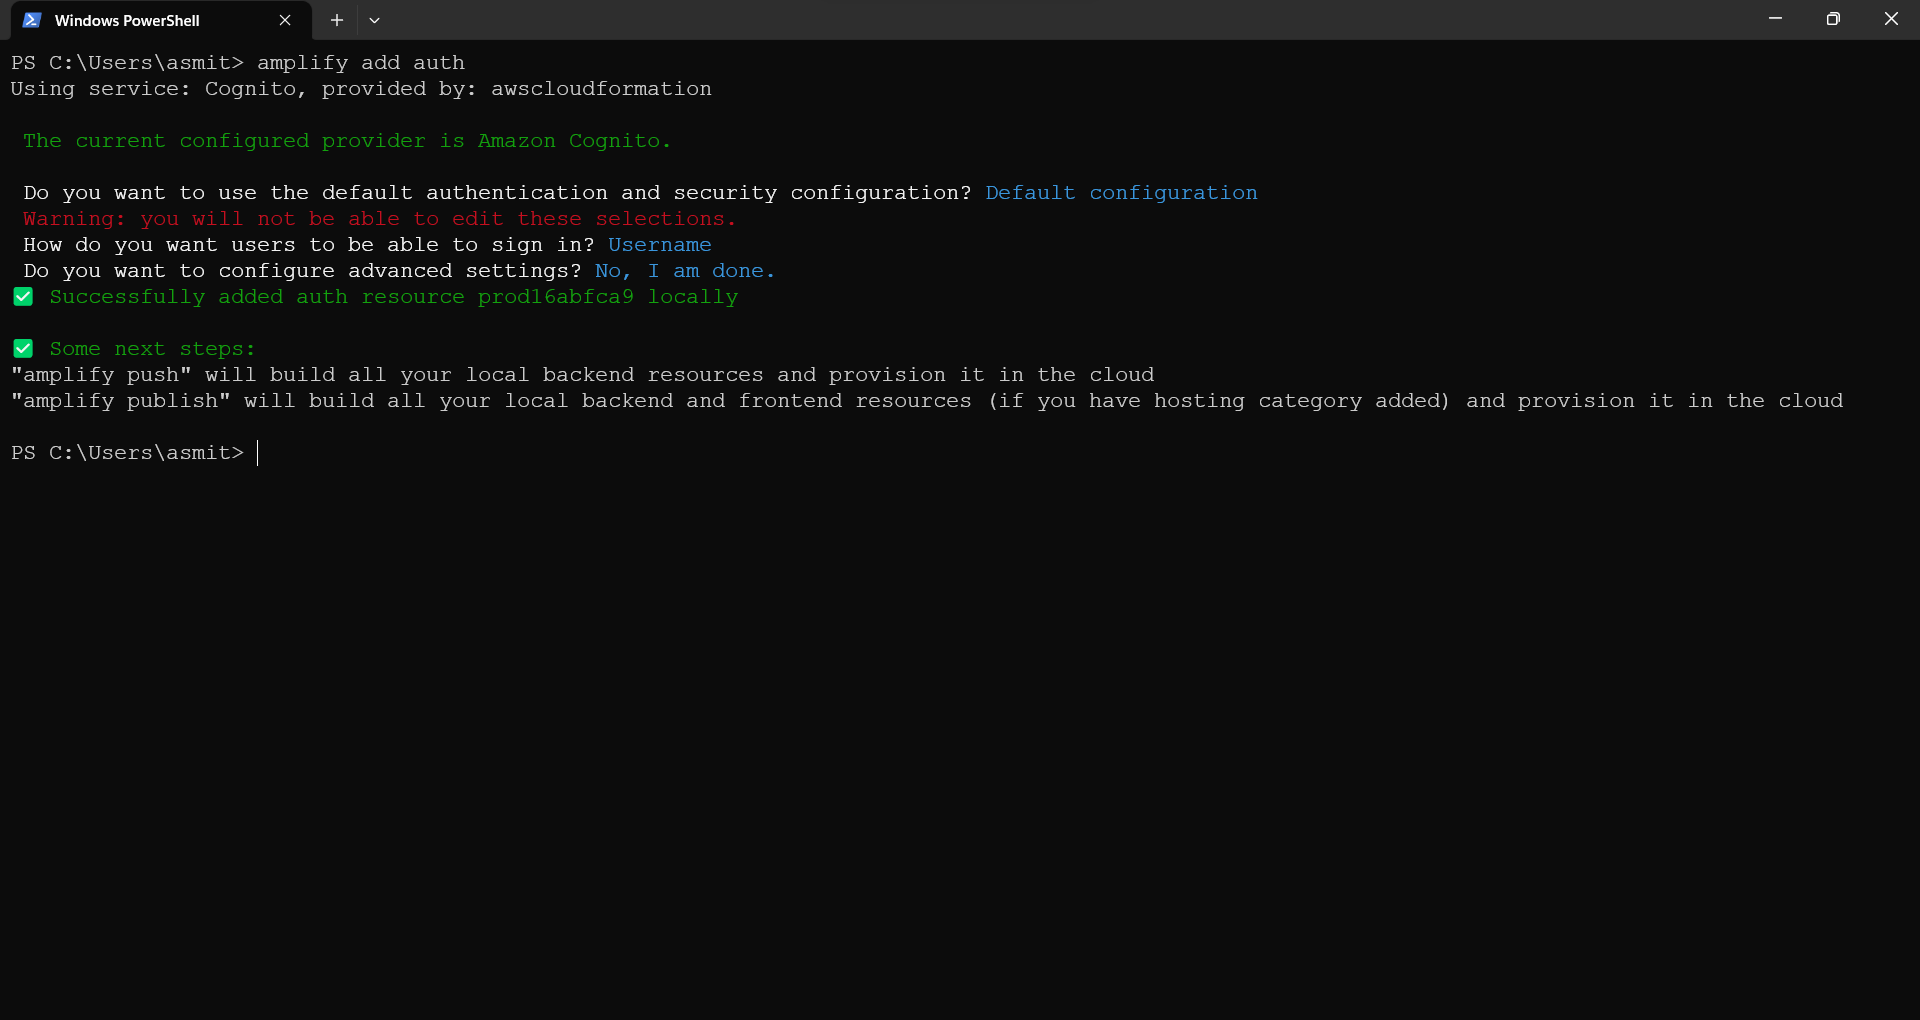 Windows PowerShell
PS C:\Users\asmit> amplify add auth
Using service: Cognito, provided by: awscloudformation
The current configured provider is Amazon Cognito.
Do you want to use the default authentication and security configuration? Default configuration
Warning: you will not be able to edit these selections.
How do you want users to be able to sign in? Username
Do you want to configure advanced settings? No, I am done.
✅ Successfully added auth resource prod16abfca9 locally
✅ Some next steps:
"amplify push" will build all your local backend resources and provision it in the cloud
"amplify publish" will build all your local backend and frontend resources (if you have hosting category added) and provision it in the cloud
PS C:\Users\asmit>